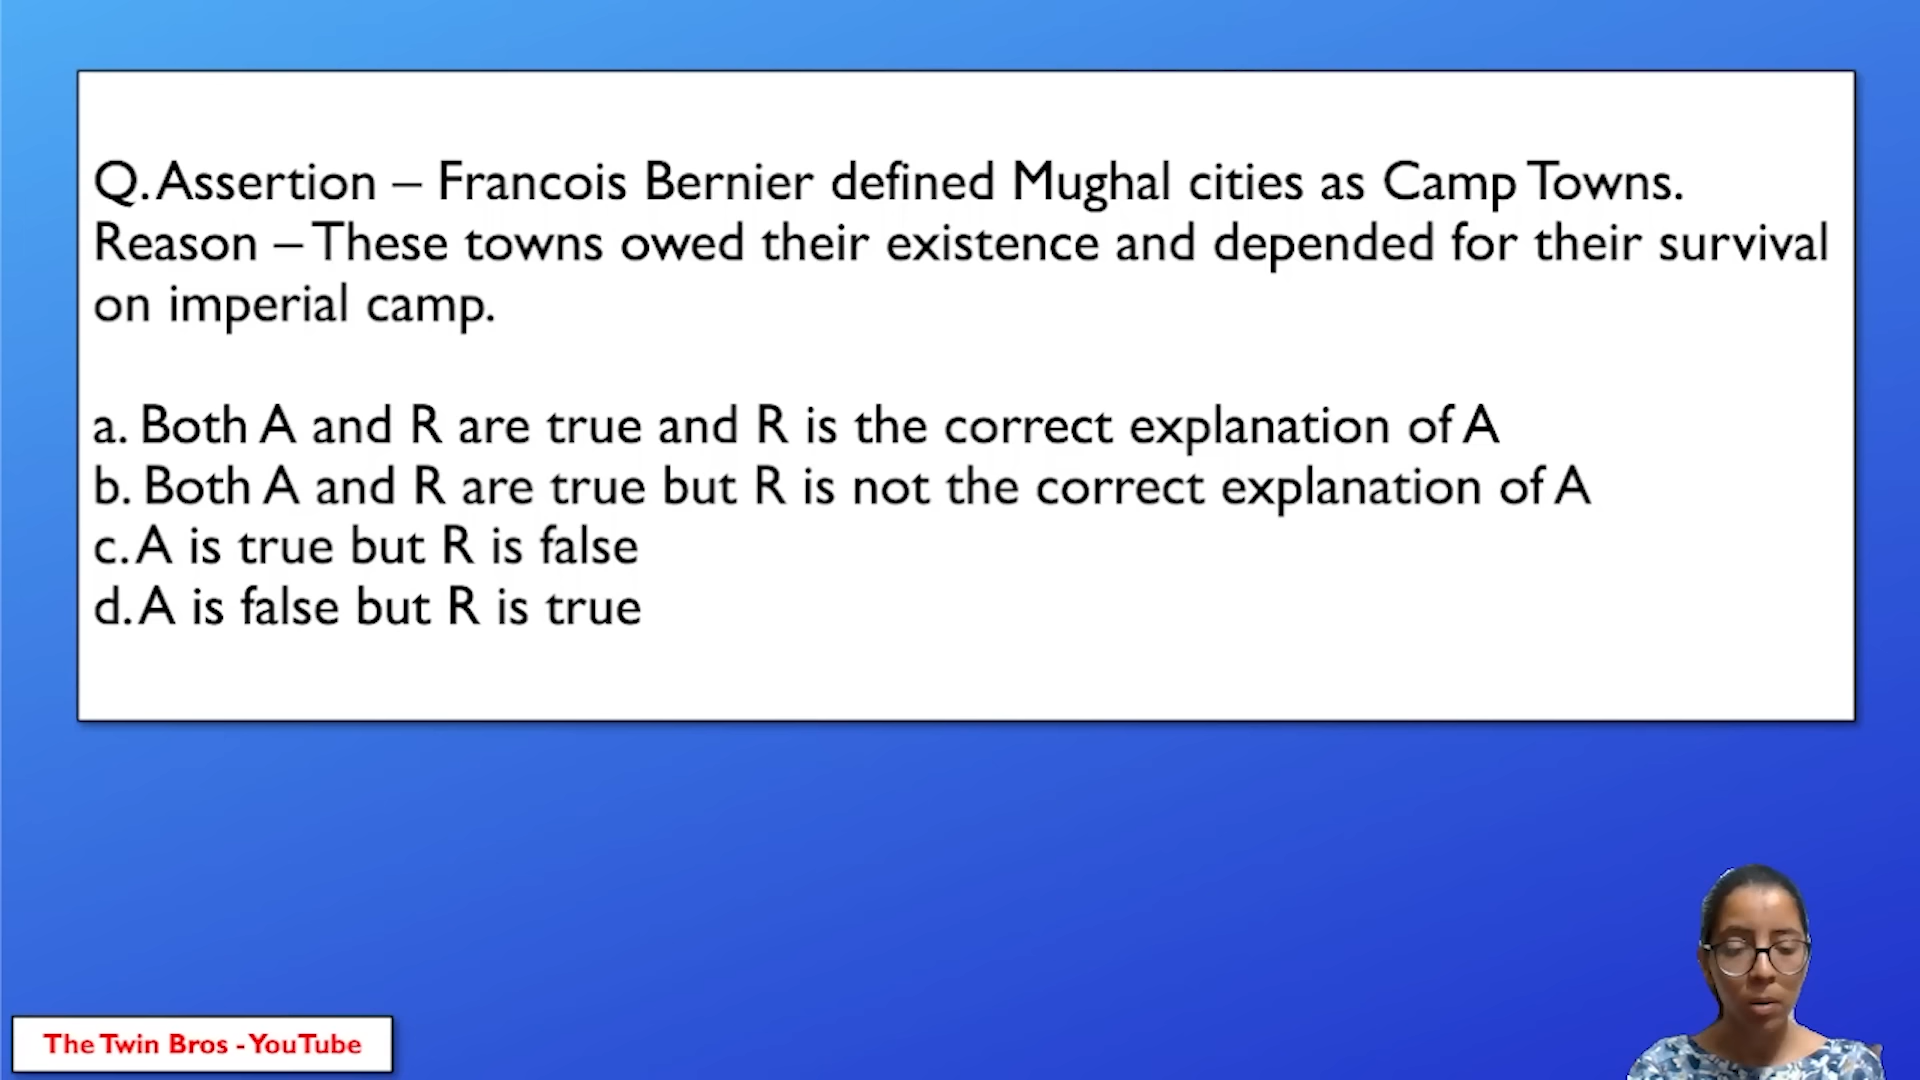 Q. Assertion – Francois Bernier defined Mughal cities as Camp Towns.
Reason – These towns owed their existence and depended for their survival
on imperial camp.
a. Both A and R are true and R is the correct explanation of A
b. Both A and R are true but R is not the correct explanation of A
c. A is true but R is false
d. A is false but R is true
The Twin Bros - YouTube